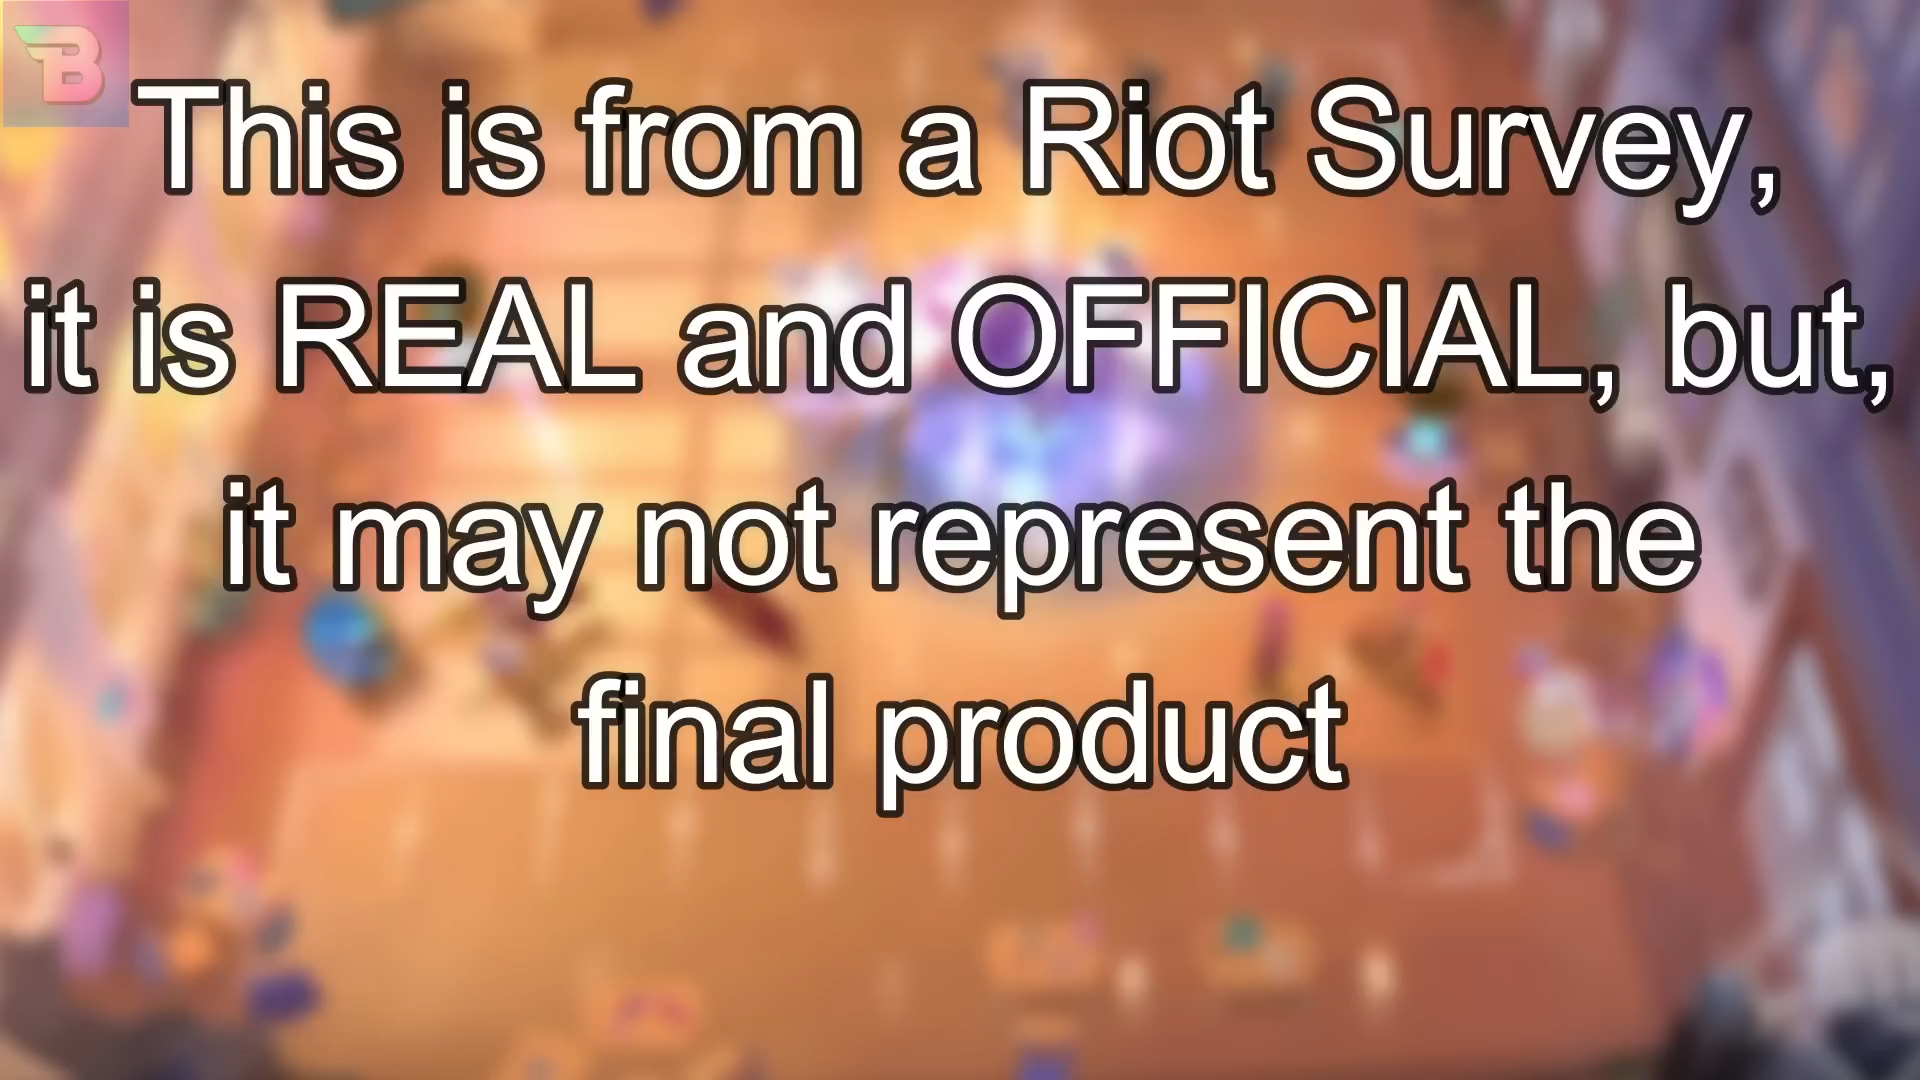 B
This is from a Riot Survey,
it is REAL and OFFICIAL, but,
it may not represent the
final product